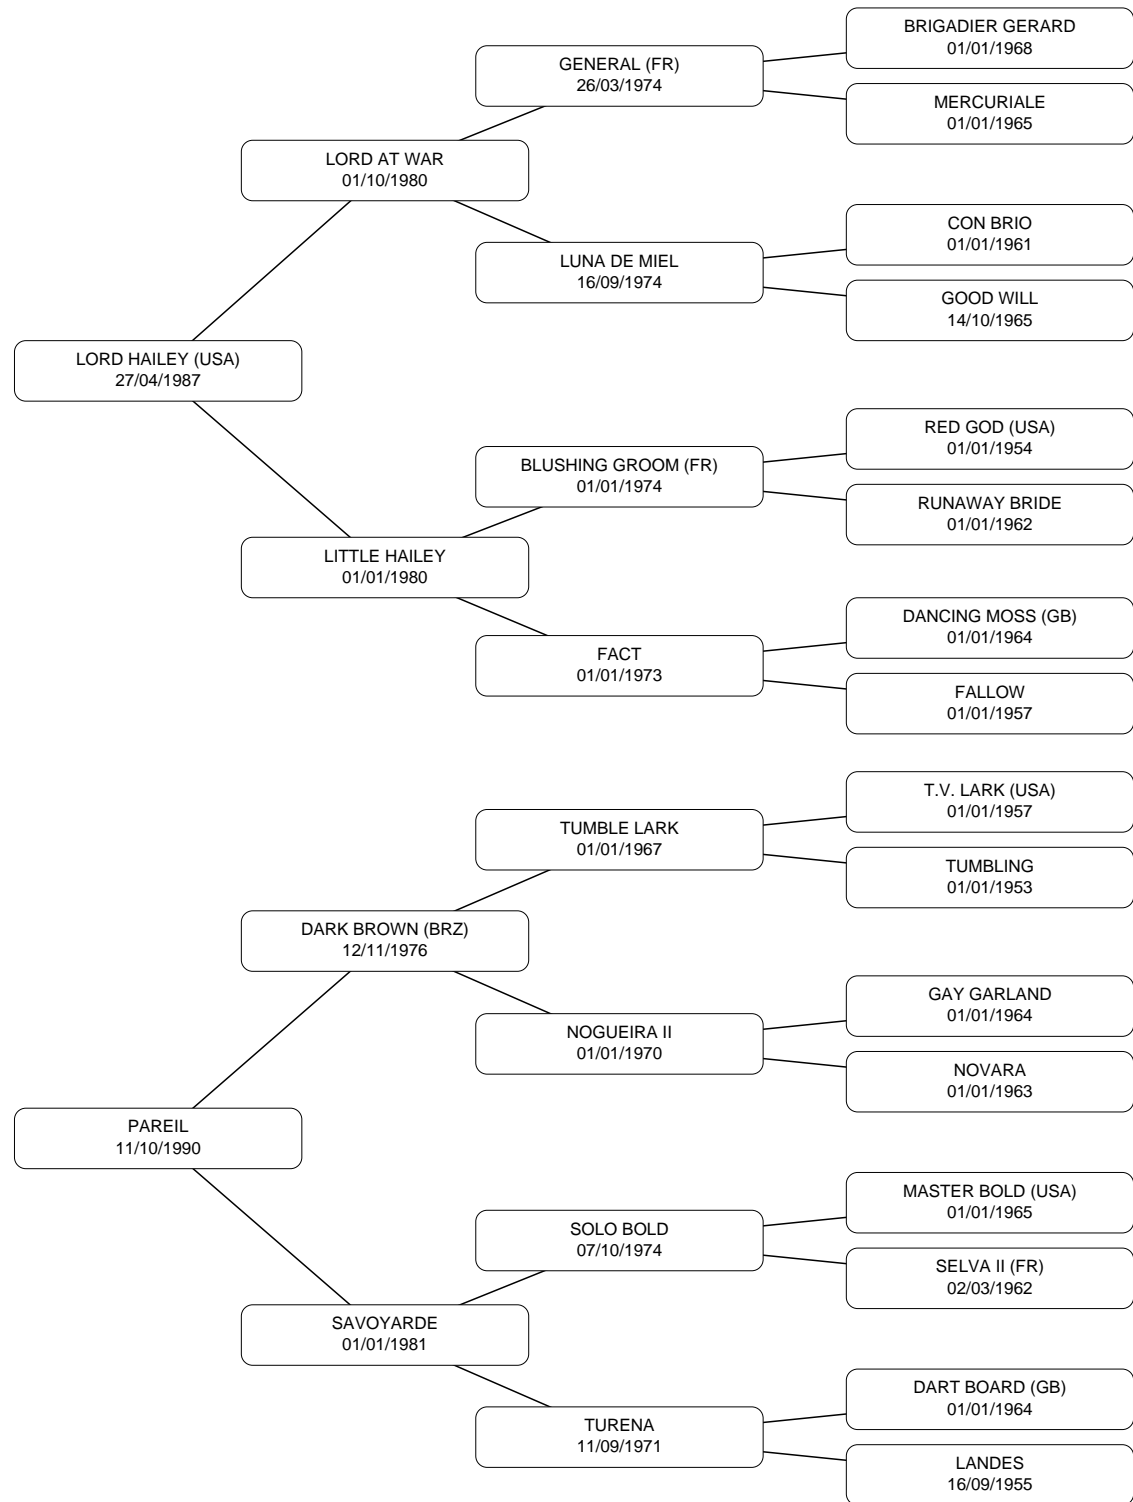 BRIGADIER GERARD
01/01/1968
GENERAL (FR)
26/03/1974
MERCURIALE
01/01/1965
LORD AT WAR
01/10/1980
CON BRIO
01/01/1961
LUNA DE MIEL
16/09/1974
GOOD WILL
14/10/1965
LORD HAILEY (USA)
27/04/1987
RED GOD (USA)
01/01/1954
BLUSHING GROOM (FR)
01/01/1974
RUNAWAY BRIDE
01/01/1962
LITTLE HAILEY
01/01/1980
DANCING MOSS (GB)
01/01/1964
FACT
01/01/1973
FALLOW
01/01/1957
T.V. LARK (USA)
01/01/1957
TUMBLE LARK
01/01/1967
TUMBLING
01/01/1953
DARK BROWN (BRZ)
12/11/1976
GAY GARLAND
01/01/1964
NOGUEIRA II
01/01/1970
NOVARA
01/01/1963
PAREIL
11/10/1990
MASTER BOLD (USA)
01/01/1965
SOLO BOLD
07/10/1974
SELVA II (FR)
02/03/1962
SAVOYARDE
01/01/1981
DART BOARD (GB)
01/01/1964
TURENA
11/09/1971
LANDES
16/09/1955